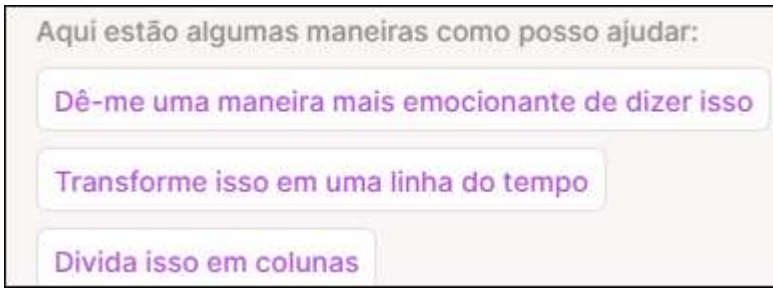 Aqui estão algumas maneiras como posso ajudar:
Dê-me uma maneira mais emocionante de dizer isso
Transforme isso em uma linha do tempo
Divida isso em colunas